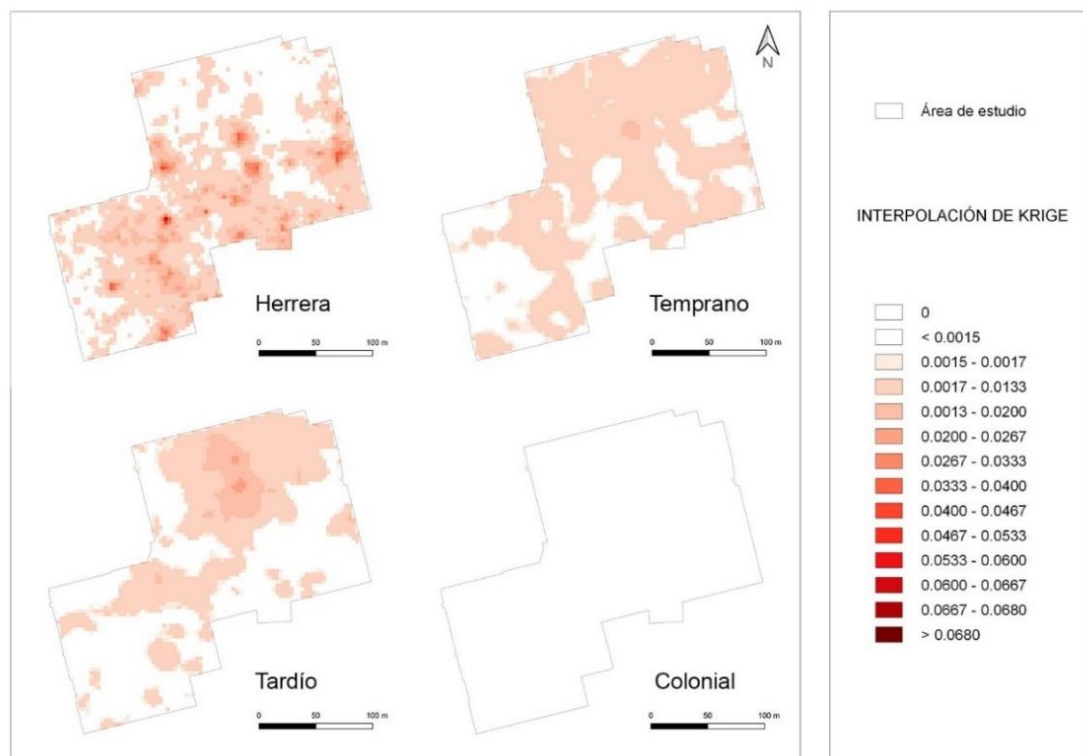 N
Herrera
0 50 100 m
Temprano
0 50 100 m
Tardío
0 50 100 m
Colonial
0 50 100 m
Área de estudio
INTERPOLACIÓN DE KRIGE
0
< 0.0015
0.0015 - 0.0017
0.0017 - 0.0133
0.0013 - 0.0200
0.0200 - 0.0267
0.0267 - 0.0333
0.0333 - 0.0400
0.0400 - 0.0467
0.0467 - 0.0533
0.0533 - 0.0600
0.0600 - 0.0667
0.0667 - 0.0680
> 0.0680